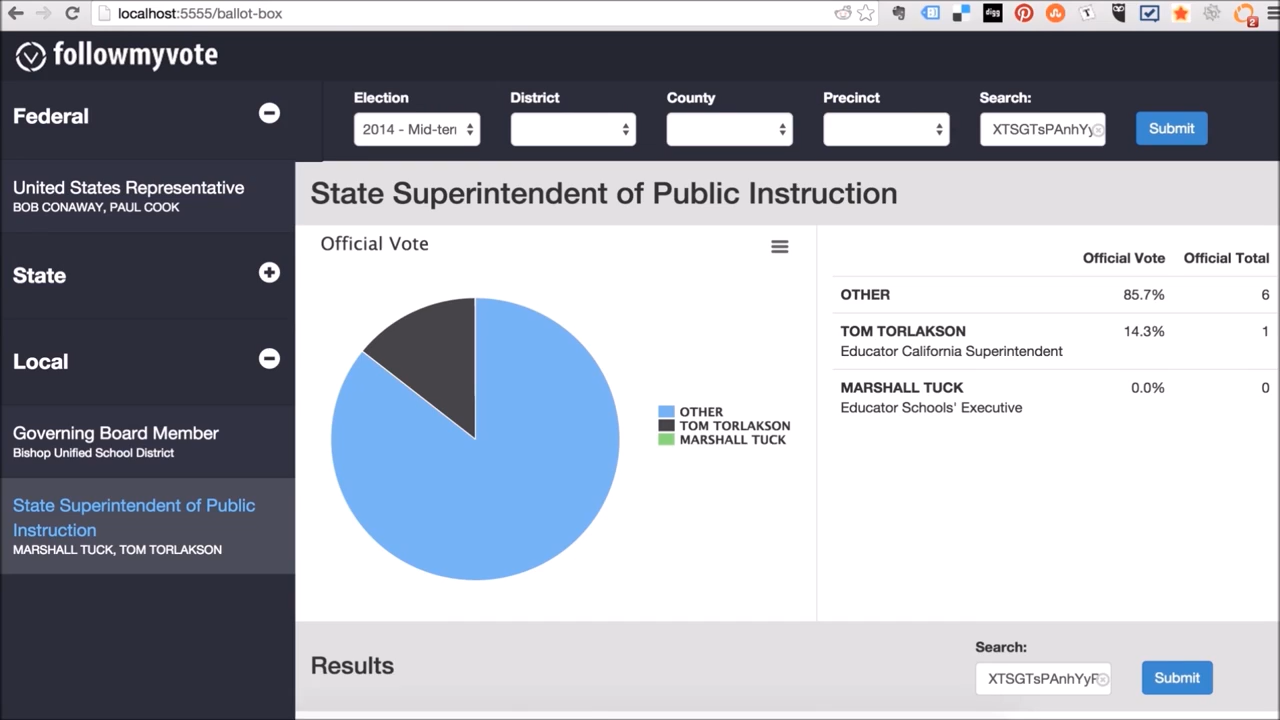 localhost:5555/ballot-box
digg
2
followmyvote
Federal
Election
District
County
Precinct
Search:
2014 - Mid-terr
XTSGTsPAnhYy
Submit
United States Representative
BOB CONAWAY, PAUL COOK
State
Local
Governing Board Member
Bishop Unified School District
State Superintendent of Public
Instruction
MARSHALL TUCK, TOM TORLAKSON
State Superintendent of Public Instruction
Official Vote
OTHER
TOM TORLAKSON
MARSHALL TUCK
Official Vote Official Total
OTHER 85.7% 6
TOM TORLAKSON 14.3% 1
Educator California Superintendent
MARSHALL TUCK 0.0% 0
Educator Schools' Executive
Results
Search:
XTSGTsPAnhYyF
Submit